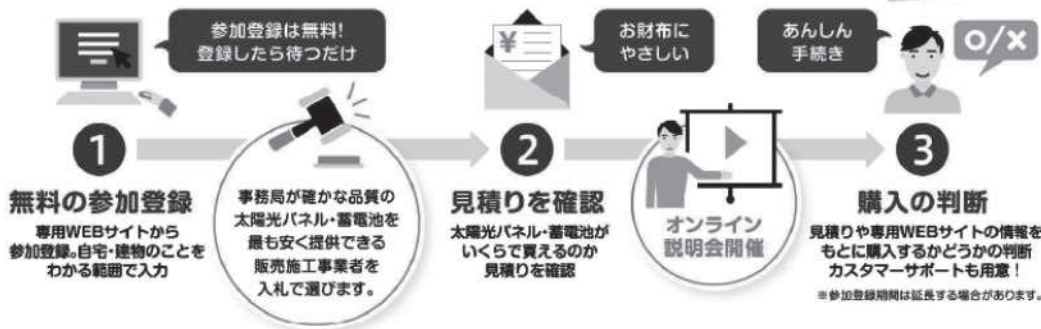 参加登録は無料!
登録したら待つだけ
1
無料の参加登録
専用WEBサイトから
参加登録。自宅・建物のことを
わかる範囲で入力
事務局が確かな品質の
太陽光パネル・蓄電池を
最も安く提供できる
販売施工事業者を
入札で選びます。
¥
お財布に
やさしい
2
見積りを確認
太陽光パネル・蓄電池が
いくらで買えるのか
見積りを確認
オンライン
説明会開催
あんしん
手続き
O/X
3
購入の判断
見積りや専用WEBサイトの情報を
もとに購入するかどうかの判断
カスタマーサポートも用意!
※参加登録期間は延長する場合があります。